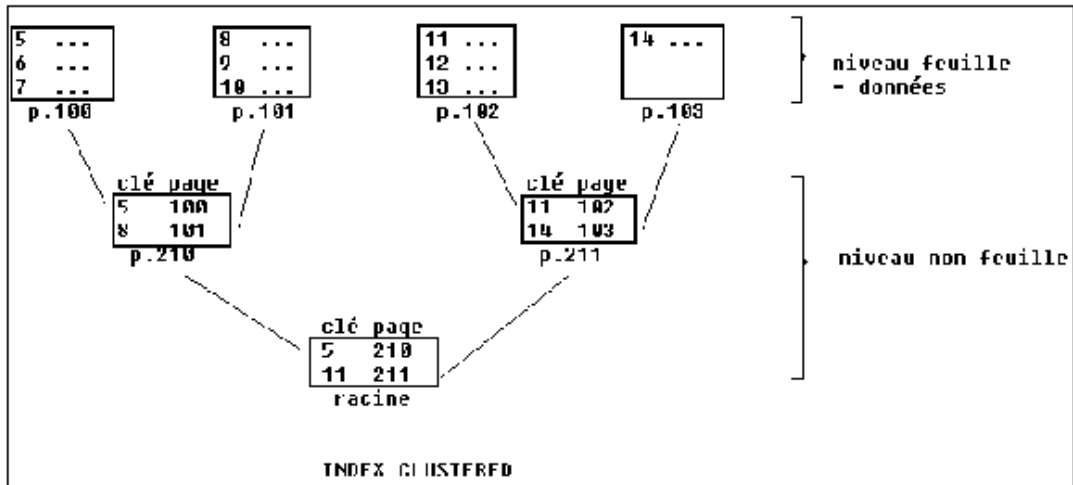 5 ...
6 ...
7 ...
p.100
8 ...
9 ...
10 ...
p.101
11 ...
12 ...
13 ...
p.102
14 ...
p.103
niveau feuille
- données
clé page
5 100
8 101
p.210
clé page
11 102
14 103
p.211
niveau non feuille
clé page
5 210
11 211
racine
INDEX CLUSTERED